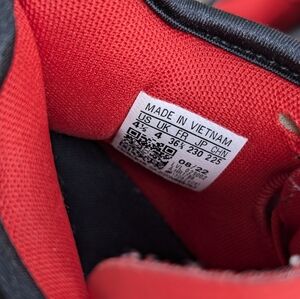 MADE IN VIETNAM
US UK FR JP CHN
4½ 4 36⅔ 230 225
08/22